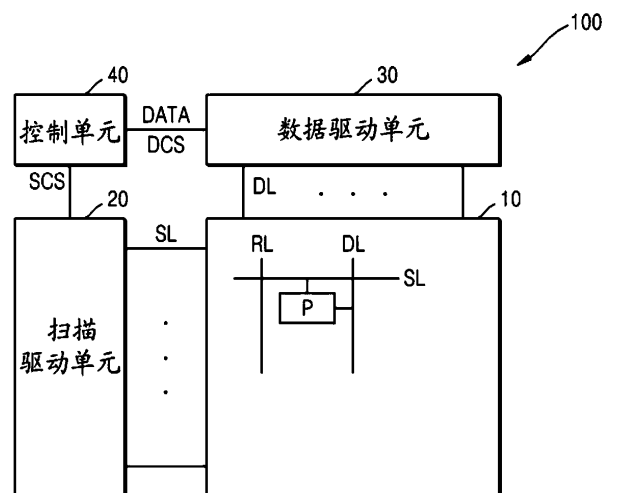 100
40
30
控制单元
DATA
DCS
数据驱动单元
SCS
DL
. . .
20
10
SL
RL
DL
SL
P
扫描
驱动单元